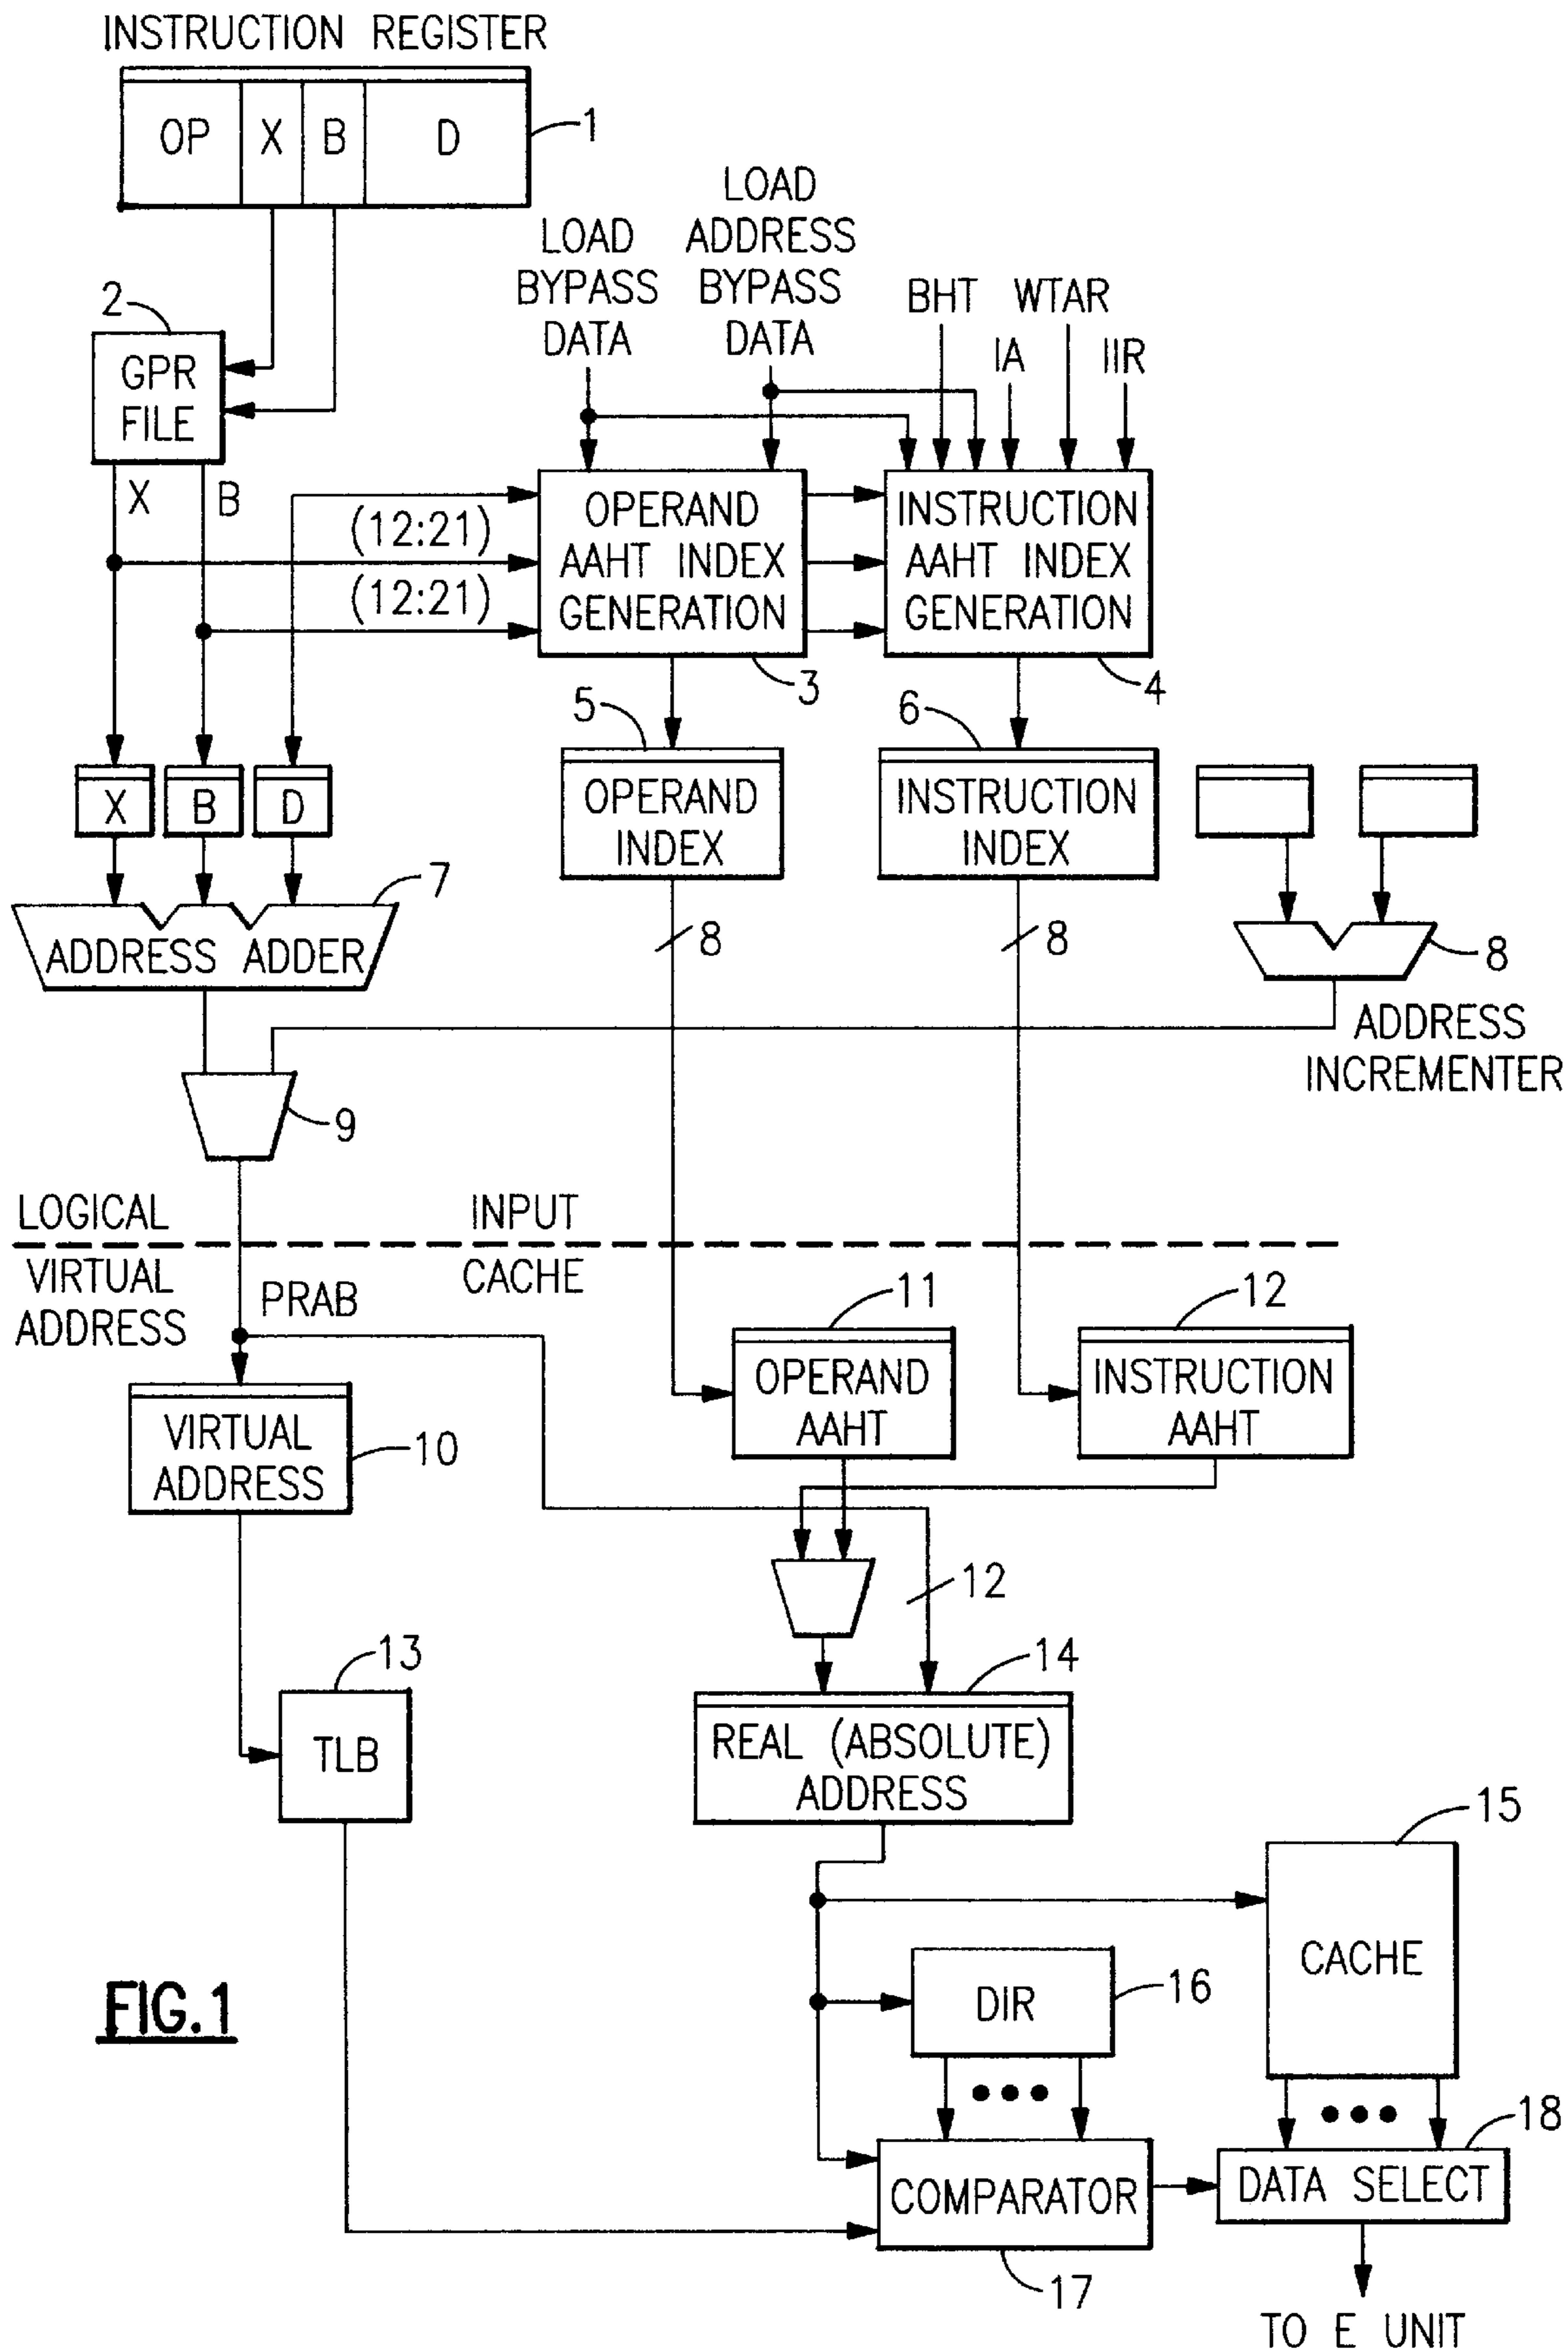 INSTRUCTION REGISTER
OP X B D
1
LOAD
BYPASS
DATA
LOAD
ADDRESS
BYPASS
DATA
BHT
WTAR
IA
IIR
2
GPR
FILE
X
B
(12:21)
(12:21)
OPERAND
AAHT INDEX
GENERATION
3
INSTRUCTION
AAHT INDEX
GENERATION
4
5
OPERAND
INDEX
6
INSTRUCTION
INDEX
X
B
D
7
ADDRESS ADDER
8
8
8
ADDRESS
INCREMENTER
9
LOGICAL
INPUT
VIRTUAL
ADDRESS
CACHE
PRAB
11
OPERAND
AAHT
12
INSTRUCTION
AAHT
VIRTUAL
ADDRESS
10
12
13
TLB
14
REAL (ABSOLUTE)
ADDRESS
15
CACHE
16
DIR
FIG.1
COMPARATOR
17
18
DATA SELECT
TO E UNIT